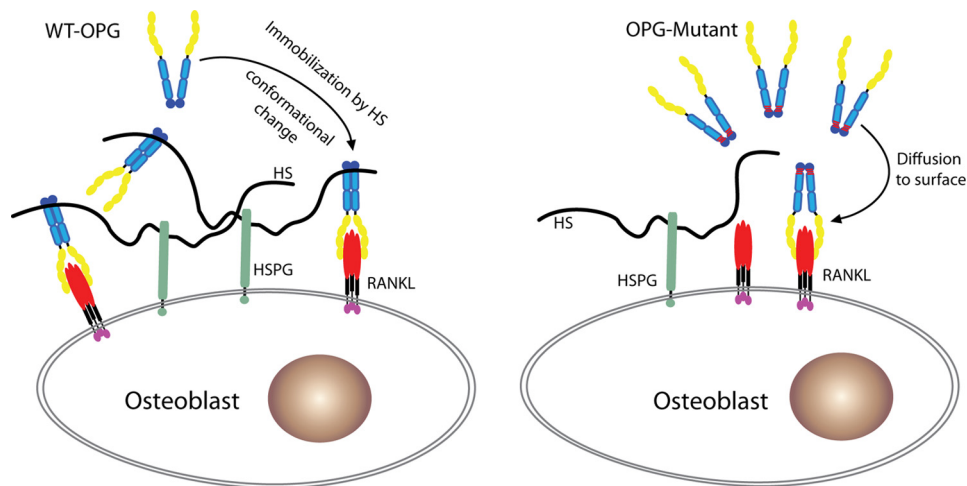 WT-OPG
Immobilization by HS
conformational
change
HS
HSPG
RANKL
Osteoblast
OPG-Mutant
Diffusion
to surface
HS
HSPG
RANKL
Osteoblast